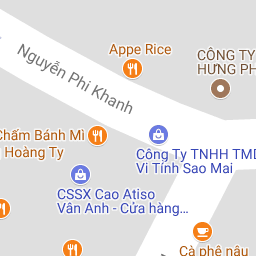 Appe Rice
Nguyễn Phi Khanh
CÔNG TY
HƯNG PH
Chấm Bánh Mì
Hoàng Ty
Công Ty TNHH TMD
Vi Tính Sao Mai
CSSX Cao Atiso
Vân Anh - Cửa hàng...
Cà phê nâu